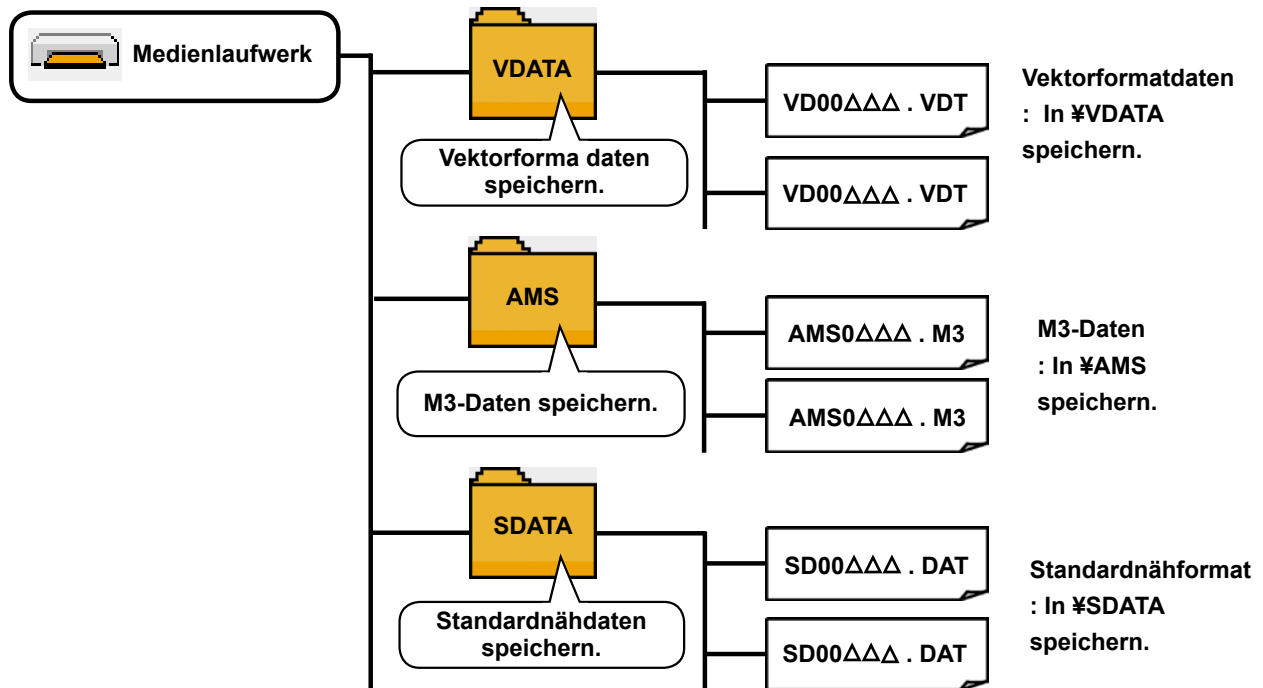 Medienlaufwerk
VDATA
Vektorforma daten
speichern.
VD00△△△ . VDT
VD00△△△ . VDT
Vektorformatdaten
: In ¥VDATA
speichern.
AMS
M3-Daten speichern.
AMS0△△△ . M3
AMS0△△△ . M3
M3-Daten
: In ¥AMS
speichern.
SDATA
Standardnähdaten
speichern.
SD00△△△ . DAT
SD00△△△ . DAT
Standardnähformat
: In ¥SDATA
speichern.